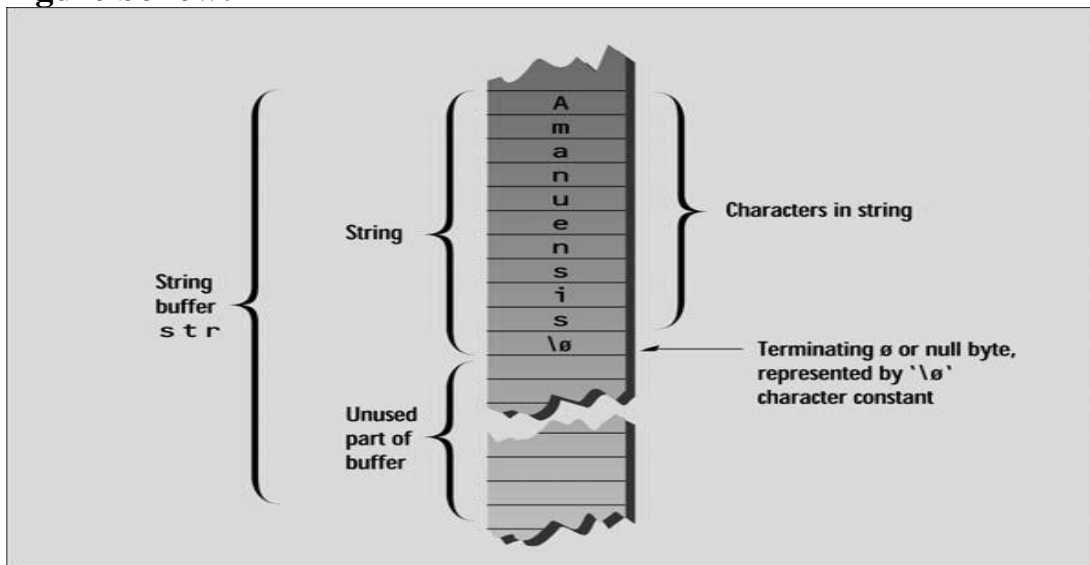 A
m
a
n
u
e
n
s
i
s
\ø
Characters in string
String
String
buffer
str
Terminating ø or null byte,
represented by '\ø'
character constant
Unused
part of
buffer